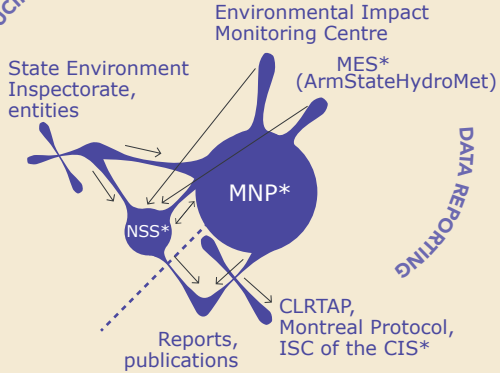 Environmental Impact
Monitoring Centre
MES*
(ArmStateHydroMet)
State Environment
Inspectorate,
entities
MNP*
NSS*
DATA REPORTING
CLRTAP,
Montreal Protocol,
ISC of the CIS*
Reports,
publications